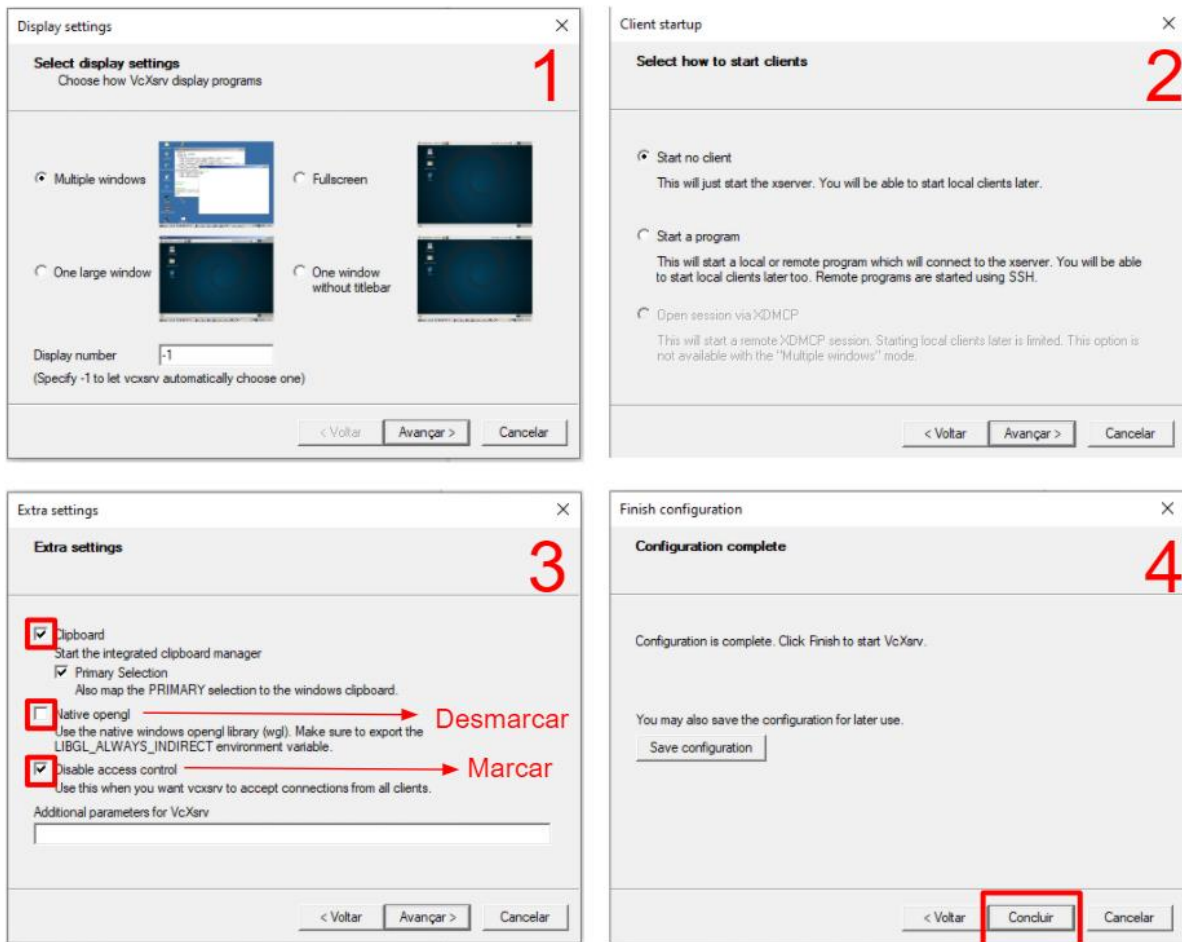 Display settings
Select display settings
Choose how VcXsrv display programs
1
Multiple windows
Fullscreen
One large window
One window
without titlebar
Display number
-1
(Specify -1 to let vcxsrv automatically choose one)
< Voltar
Avançar >
Cancelar
Client startup
Select how to start clients
2
Start no client
This will just start the xserver. You will be able to start local clients later.
Start a program
This will start a local or remote program which will connect to the xserver. You will be able
to start local clients later too. Remote programs are started using SSH.
Open session via XDMCP
This will start a remote XDMCP session. Starting local clients later is limited. This option is
not available with the "Multiple windows" mode.
< Voltar
Avançar >
Cancelar
Extra settings
Extra settings
3
Clipboard
Start the integrated clipboard manager
Primary Selection
Also map the PRIMARY selection to the windows clipboard.
Native opengl
Desmarcar
Use the native windows opengl library (wgl). Make sure to export the
LIBGL_ALWAYS_INDIRECT environment variable.
Disable access control
Marcar
Use this when you want vcxsrv to accept connections from all clients.
Additional parameters for VcXsrv
< Voltar
Avançar >
Cancelar
Finish configuration
Configuration complete
4
Configuration is complete. Click Finish to start VcXsrv.
You may also save the configuration for later use.
Save configuration
< Voltar
Concluir
Cancelar